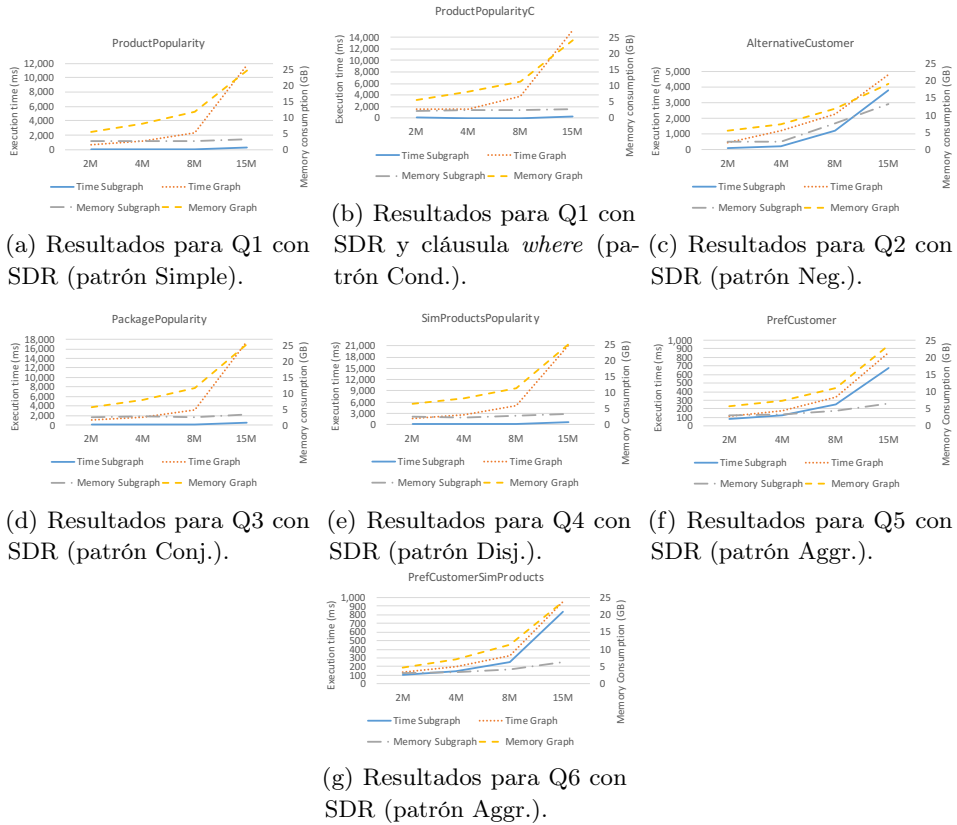 ProductPopularity
Execution time (ms)
12,000
10,000
8,000
6,000
4,000
2,000
0
25
20
15
10
5
0
Memory consumption (GB)
2M 4M 8M 15M
Time Subgraph Time Graph
Memory Subgraph Memory Graph
(a) Resultados para Q1 con
SDR (patrón Simple).
ProductPopularityC
Execution time (ms)
14,000
12,000
10,000
8,000
6,000
4,000
2,000
0
25
20
15
10
5
0
Memory consumption (GB)
2M 4M 8M 15M
Time Subgraph Time Graph
Memory Subgraph Memory Graph
(b) Resultados para Q1 con
SDR y cláusula where (pa-
trón Cond.).
AlternativeCustomer
Execution time (ms)
5,000
4,000
3,000
2,000
1,000
0
25
20
15
10
5
0
Memory consumption (GB)
2M 4M 8M 15M
Time Subgraph Time Graph
Memory Subgraph Memory Graph
(c) Resultados para Q2 con
SDR (patrón Neg.).
PackagePopularity
Execution time (ms)
18,000
16,000
14,000
12,000
10,000
8,000
6,000
4,000
2,000
0
25
20
15
10
5
0
Memory Consumption (GB)
2M 4M 8M 15M
Time Subgraph Time Graph
Memory Subgraph Memory Graph
(d) Resultados para Q3 con
SDR (patrón Conj.).
SimProductsPopularity
Execution time (ms)
21,000
18,000
15,000
12,000
9,000
6,000
3,000
0
25
20
15
10
5
0
Memory consumption (GB)
2M 4M 8M 15M
Time Subgraph Time Graph
Memory Subgraph Memory Graph
(e) Resultados para Q4 con
SDR (patrón Disj.).
PrefCustomer
Execution time (ms)
1,000
900
800
700
600
500
400
300
200
100
0
25
20
15
10
5
0
Memory consumption (GB)
2M 4M 8M 15M
Time Subgraph Time Graph
Memory Subgraph Memory Graph
(f) Resultados para Q5 con
SDR (patrón Aggr.).
PrefCustomerSimProducts
Execution time (ms)
1,000
900
800
700
600
500
400
300
200
100
0
25
20
15
10
5
0
Memory Consumption (GB)
2M 4M 8M 15M
Time Subgraph Time Graph
Memory Subgraph Memory Graph
(g) Resultados para Q6 con
SDR (patrón Aggr.).